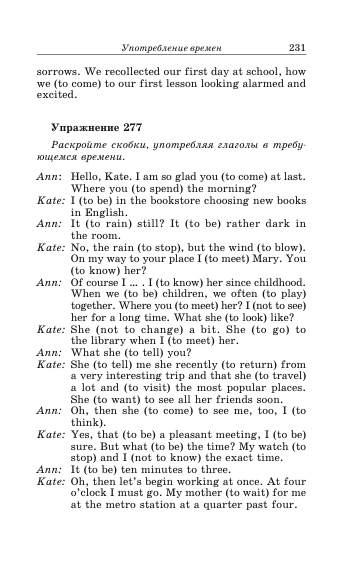 Употребление времен 231
sorrows. We recollected our first day at school, how
we (to come) to our first lesson looking alarmed and
excited.
Упражнение 277
Раскройте скобки, употребляя глаголы в требу-
ющемся времени.
Ann: Hello, Kate. I am so glad you (to come) at last.
Where you (to spend) the morning?
Kate: I (to be) in the bookstore choosing new books
in English.
Ann: It (to rain) still? It (to be) rather dark in
the room.
Kate: No, the rain (to stop), but the wind (to blow).
On my way to your place I (to meet) Mary. You
(to know) her?
Ann: Of course I ... . I (to know) her since childhood.
When we (to be) children, we often (to play)
together. Where you (to meet) her? I (not to see)
her for a long time. What she (to look) like?
Kate: She (not to change) a bit. She (to go) to
the library when I (to meet) her.
Ann: What she (to tell) you?
Kate: She (to tell) me she recently (to return) from
a very interesting trip and that she (to travel)
a lot and (to visit) the most popular places.
She (to want) to see all her friends soon.
Ann: Oh, then she (to come) to see me, too, I (to
think).
Kate: Yes, that (to be) a pleasant meeting, I (to be)
sure. But what (to be) the time? My watch (to
stop) and I (not to know) the exact time.
Ann: It (to be) ten minutes to three.
Kate: Oh, then let's begin working at once. At four
o'clock I must go. My mother (to wait) for me
at the metro station at a quarter past four.